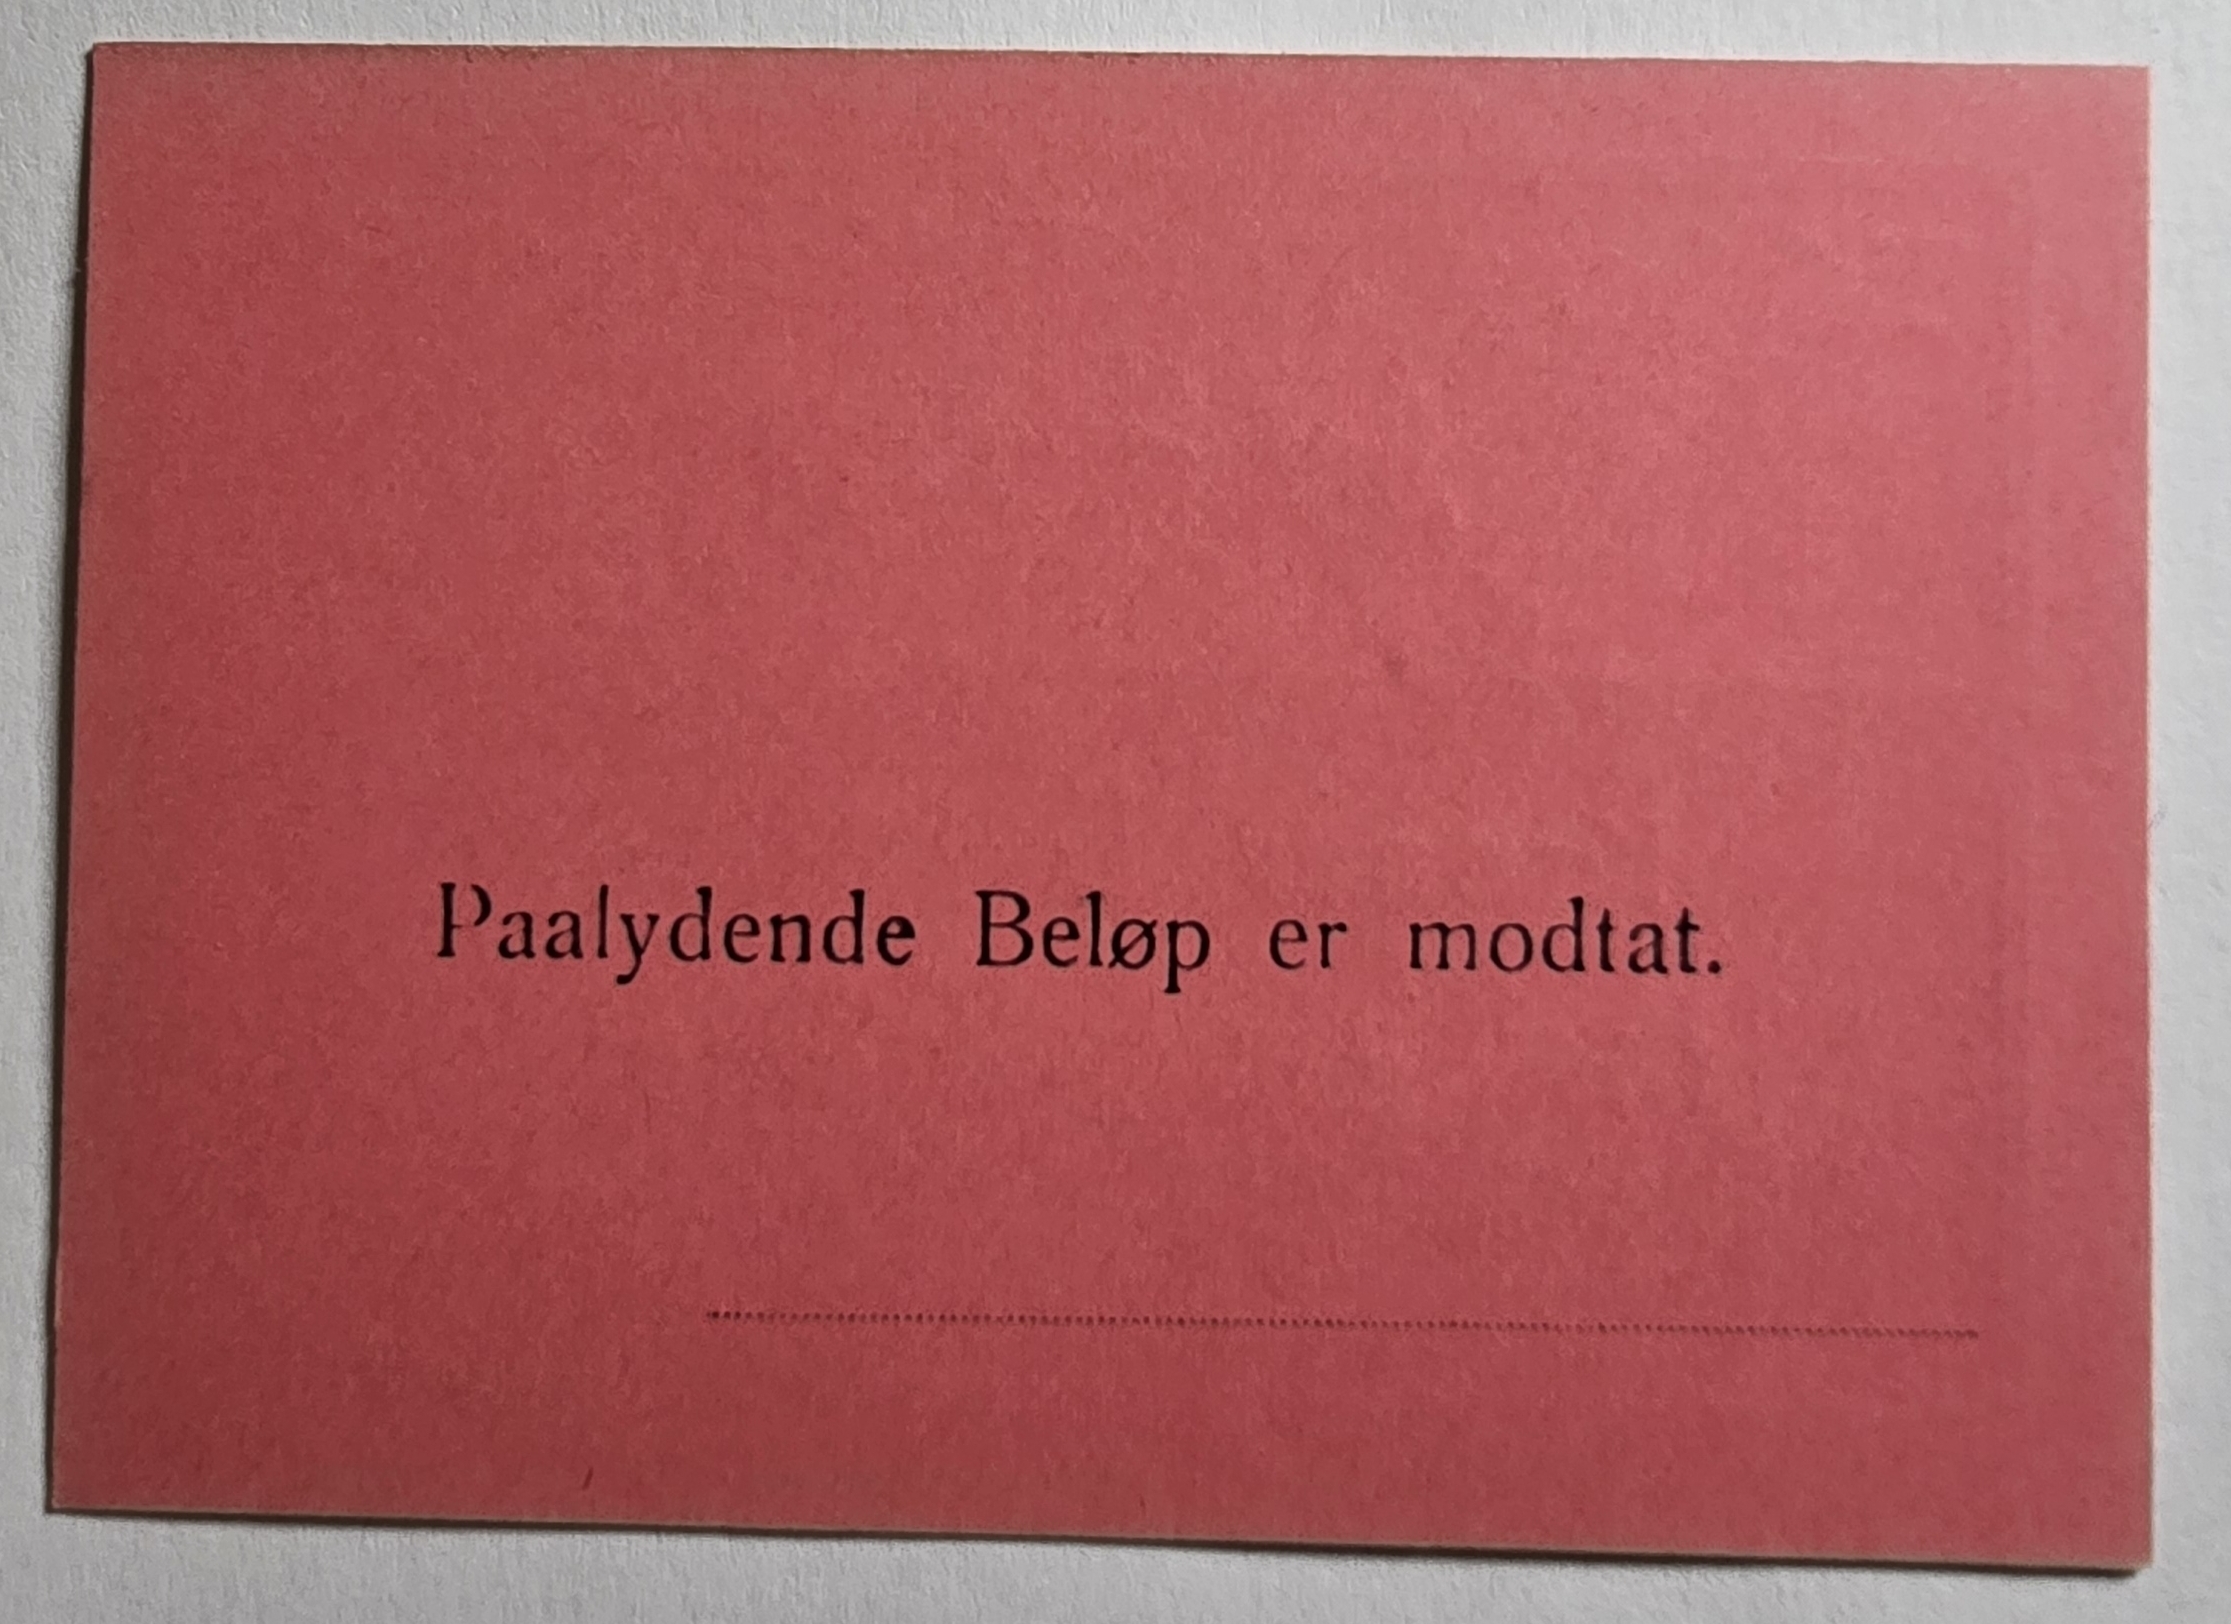 Paalydende Beløp er modtat.